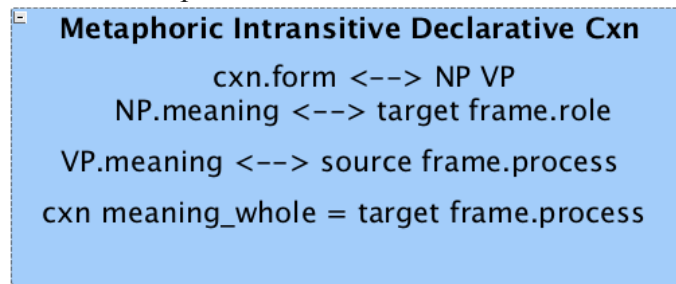 Metaphoric Intransitive Declarative Cxn
cxn.form <--> NP VP
NP.meaning <--> target frame.role
VP.meaning <--> source frame.process
cxn meaning_whole = target frame.process